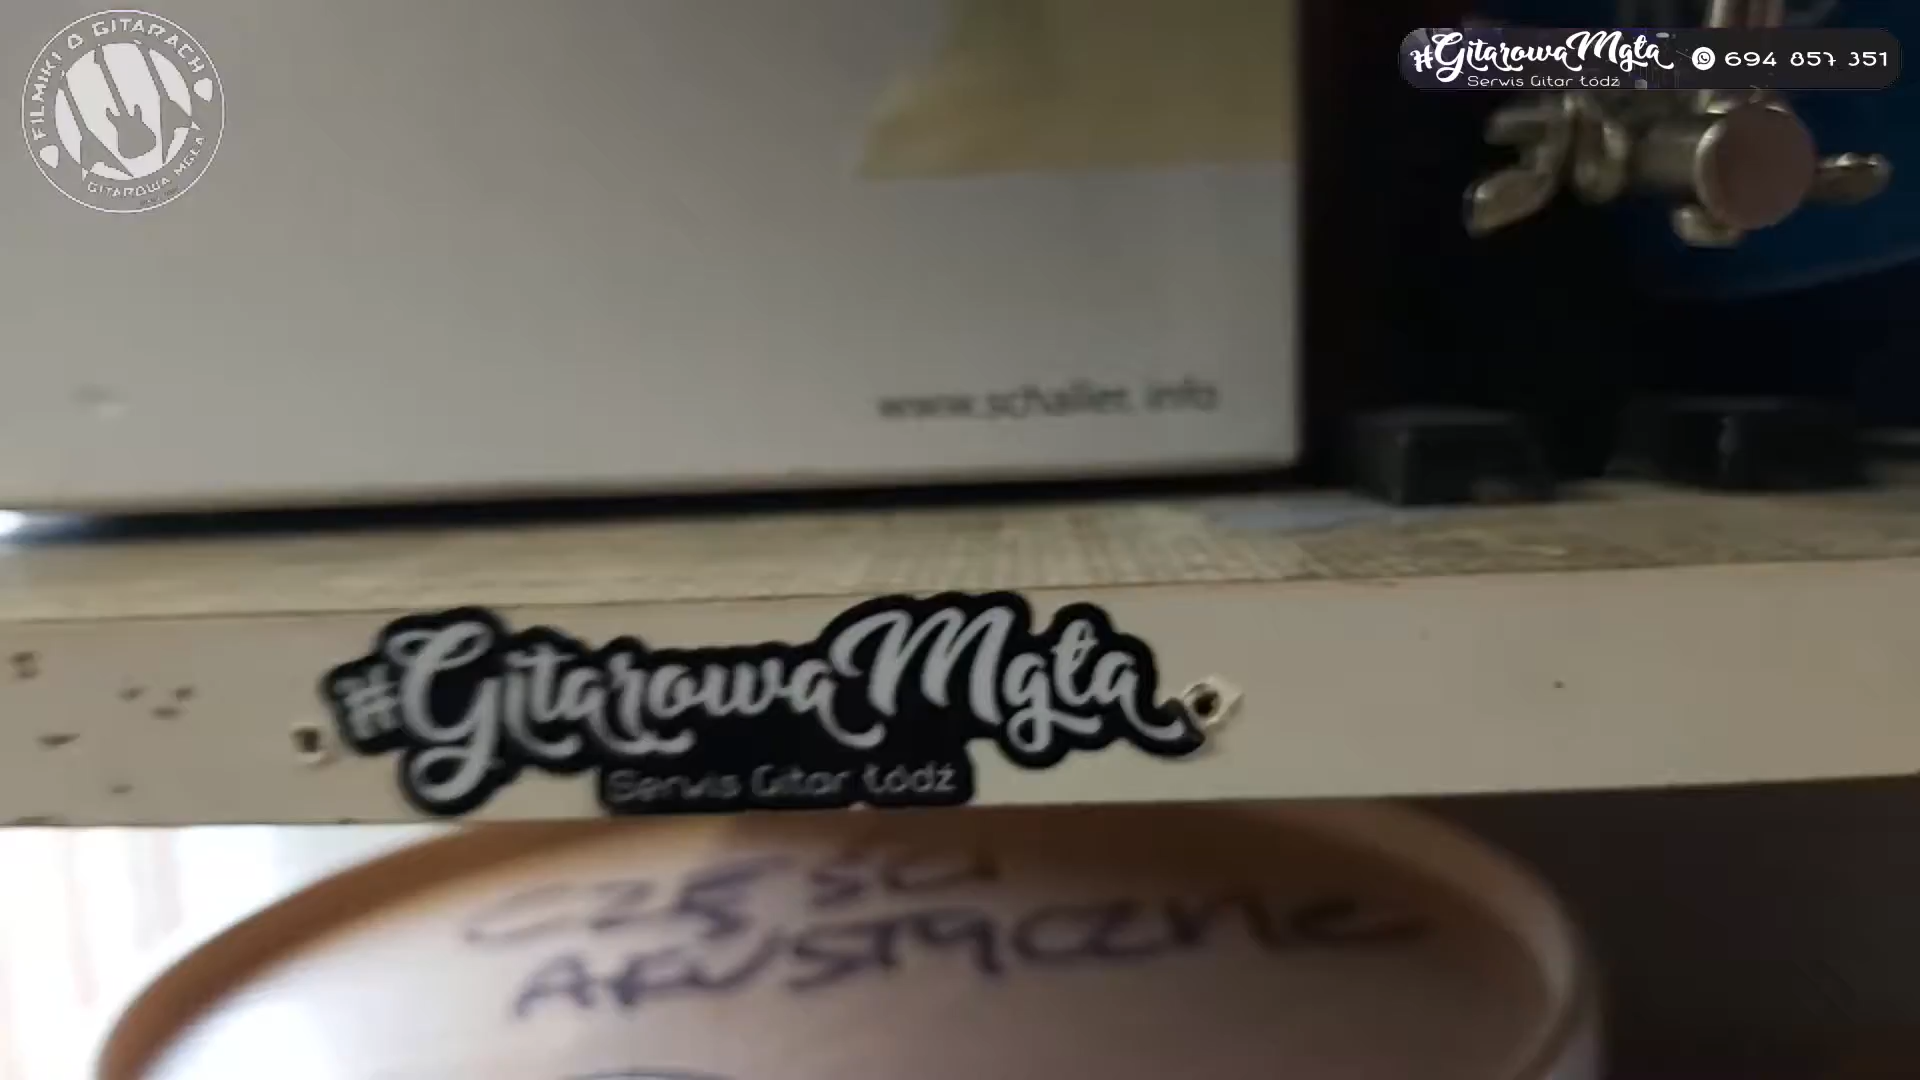 FILMIKI O GITARACH
GITAROWA MGŁA
#GitarowaMgła
Serwis Gitar Łódź
694 857 351
www.schaller.info
#GitarowaMgła
Serwis Gitar Łódź
CZĘŚCI
AKUSTYCZNE